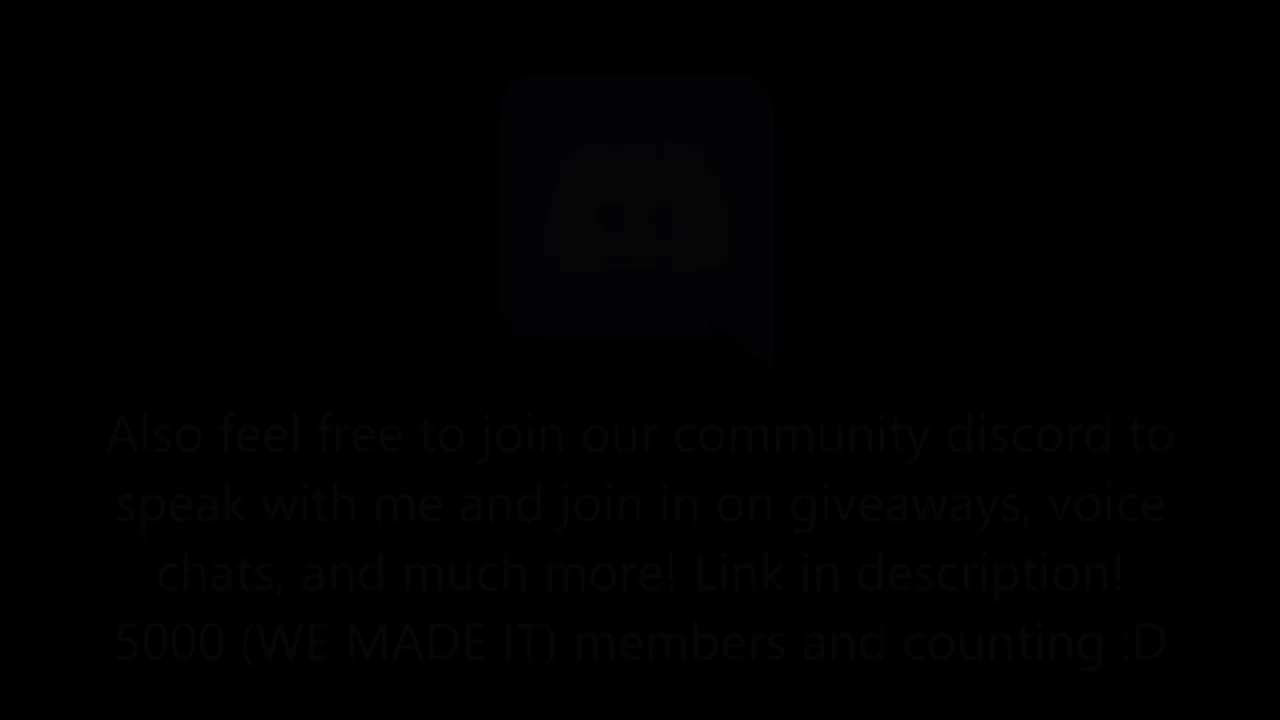 Also feel free to join our community discord to
speak with me and join in on giveaways, voice
chats, and much more! Link in description!
5000 (WE MADE IT) members and counting :D